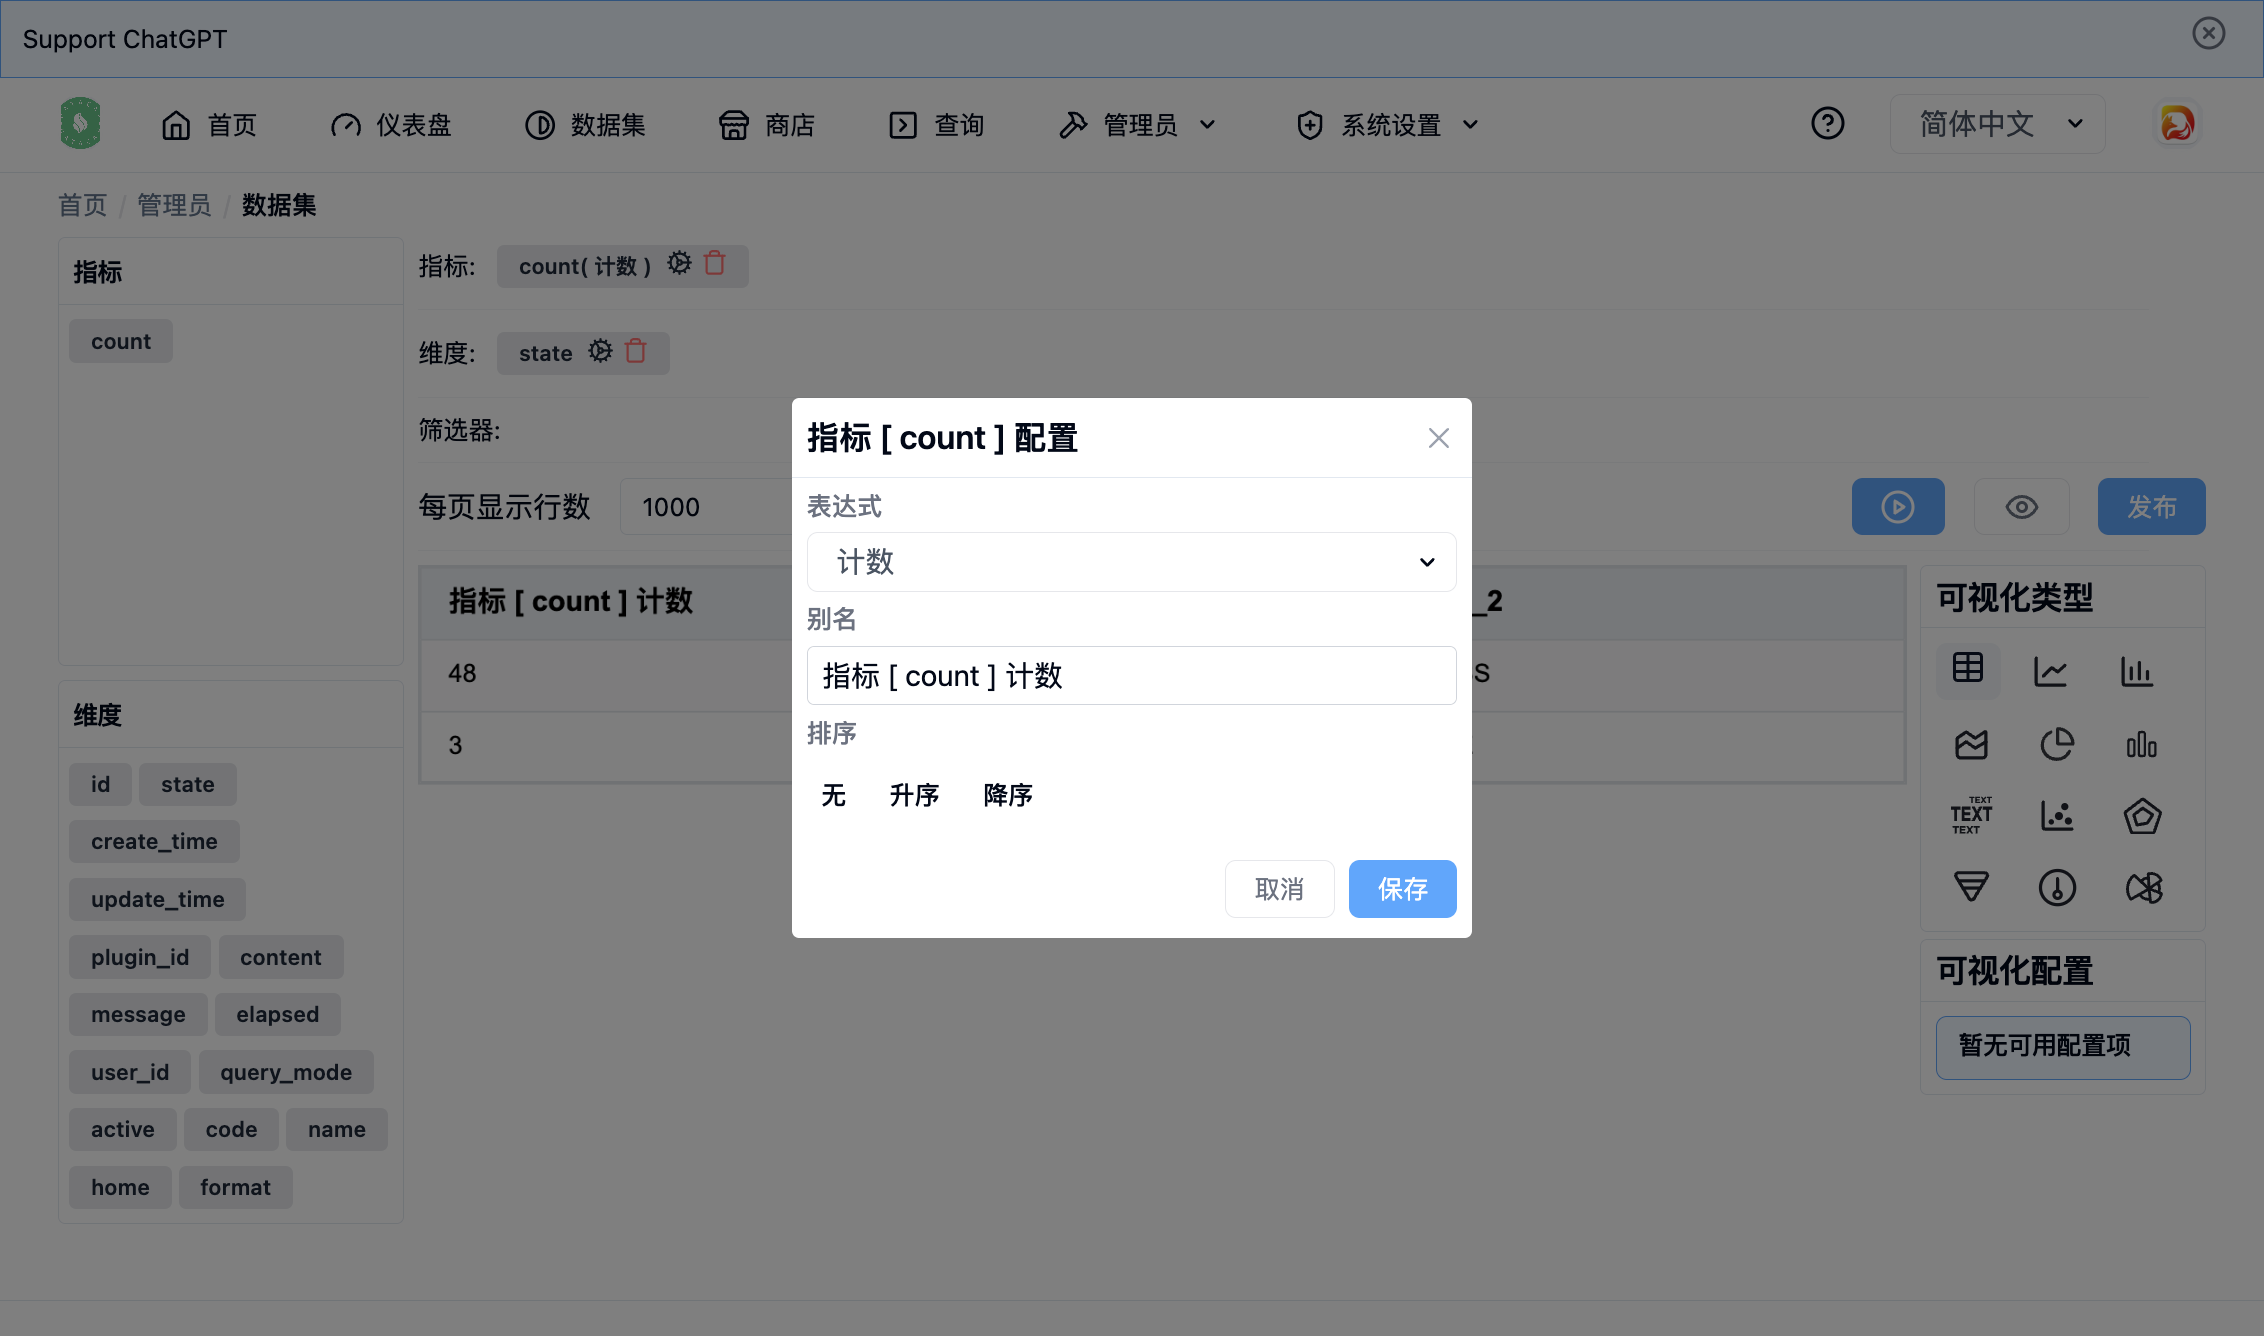 Support ChatGPT
首页
仪表盘
数据集
商店
查询
管理员
系统设置
简体中文
首页 / 管理员 / 数据集
指标
count
指标:
count( 计数 )
维度:
state
筛选器:
每页显示行数
1000
发布
指标 [ count ] 计数
_2
48
3
指标 [ count ] 配置
表达式
计数
别名
指标 [ count ] 计数
排序
无
升序
降序
取消
保存
维度
id
state
create_time
update_time
plugin_id
content
message
elapsed
user_id
query_mode
active
code
name
home
format
可视化类型
TEXT
TEXT
TEXT
可视化配置
暂无可用配置项